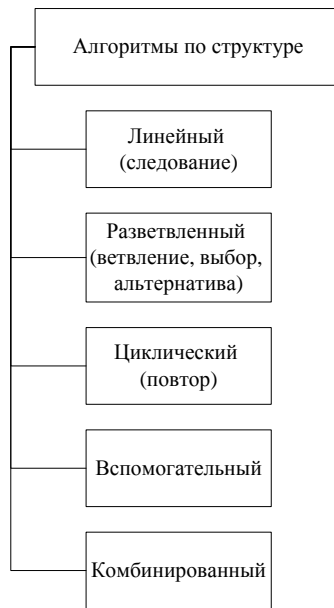 Алгоритмы по структуре
Линейный
(следование)
Разветвленный
(ветвление, выбор,
альтернатива)
Циклический
(повтор)
Вспомогательный
Комбинированный